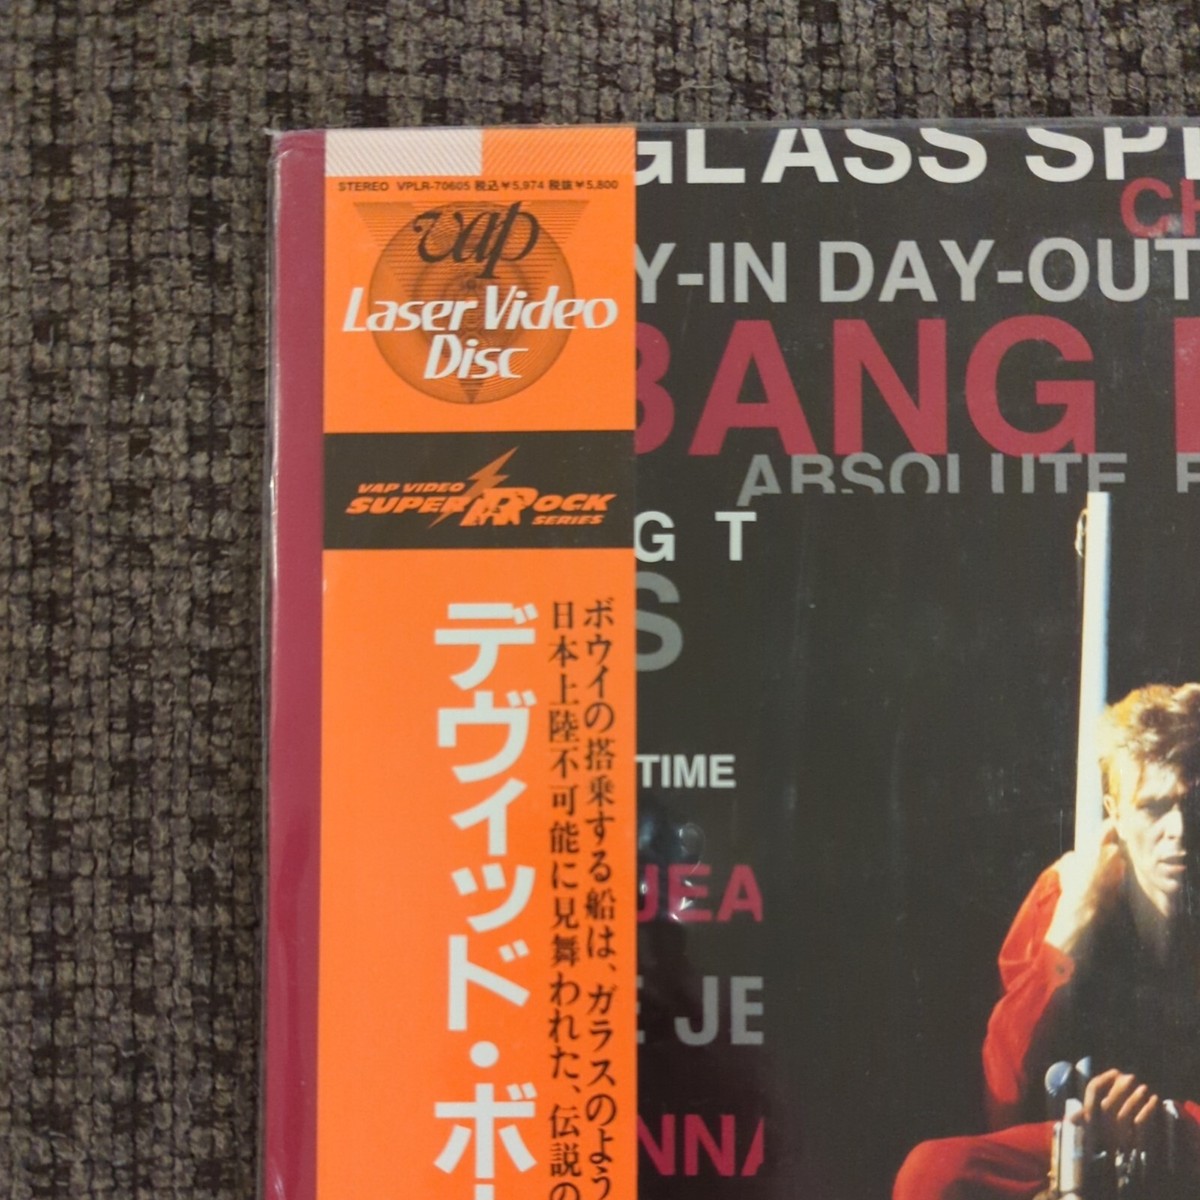 STEREO VPLR-70605 税込¥5,974 税抜¥5,800
vap
Laser Video
Disc
VAP VIDEO
SUPER ROCK
SERIES
ボウイの搭乗する船は、ガラスのよう
日本上陸不可能に見舞われた、伝説の
デヴィッド・ボ
GLASS SPI
CH
Y-IN DAY-OUT
BANG
ABSOLUTE
G T
S
TIME
JEA
E JE
NNA